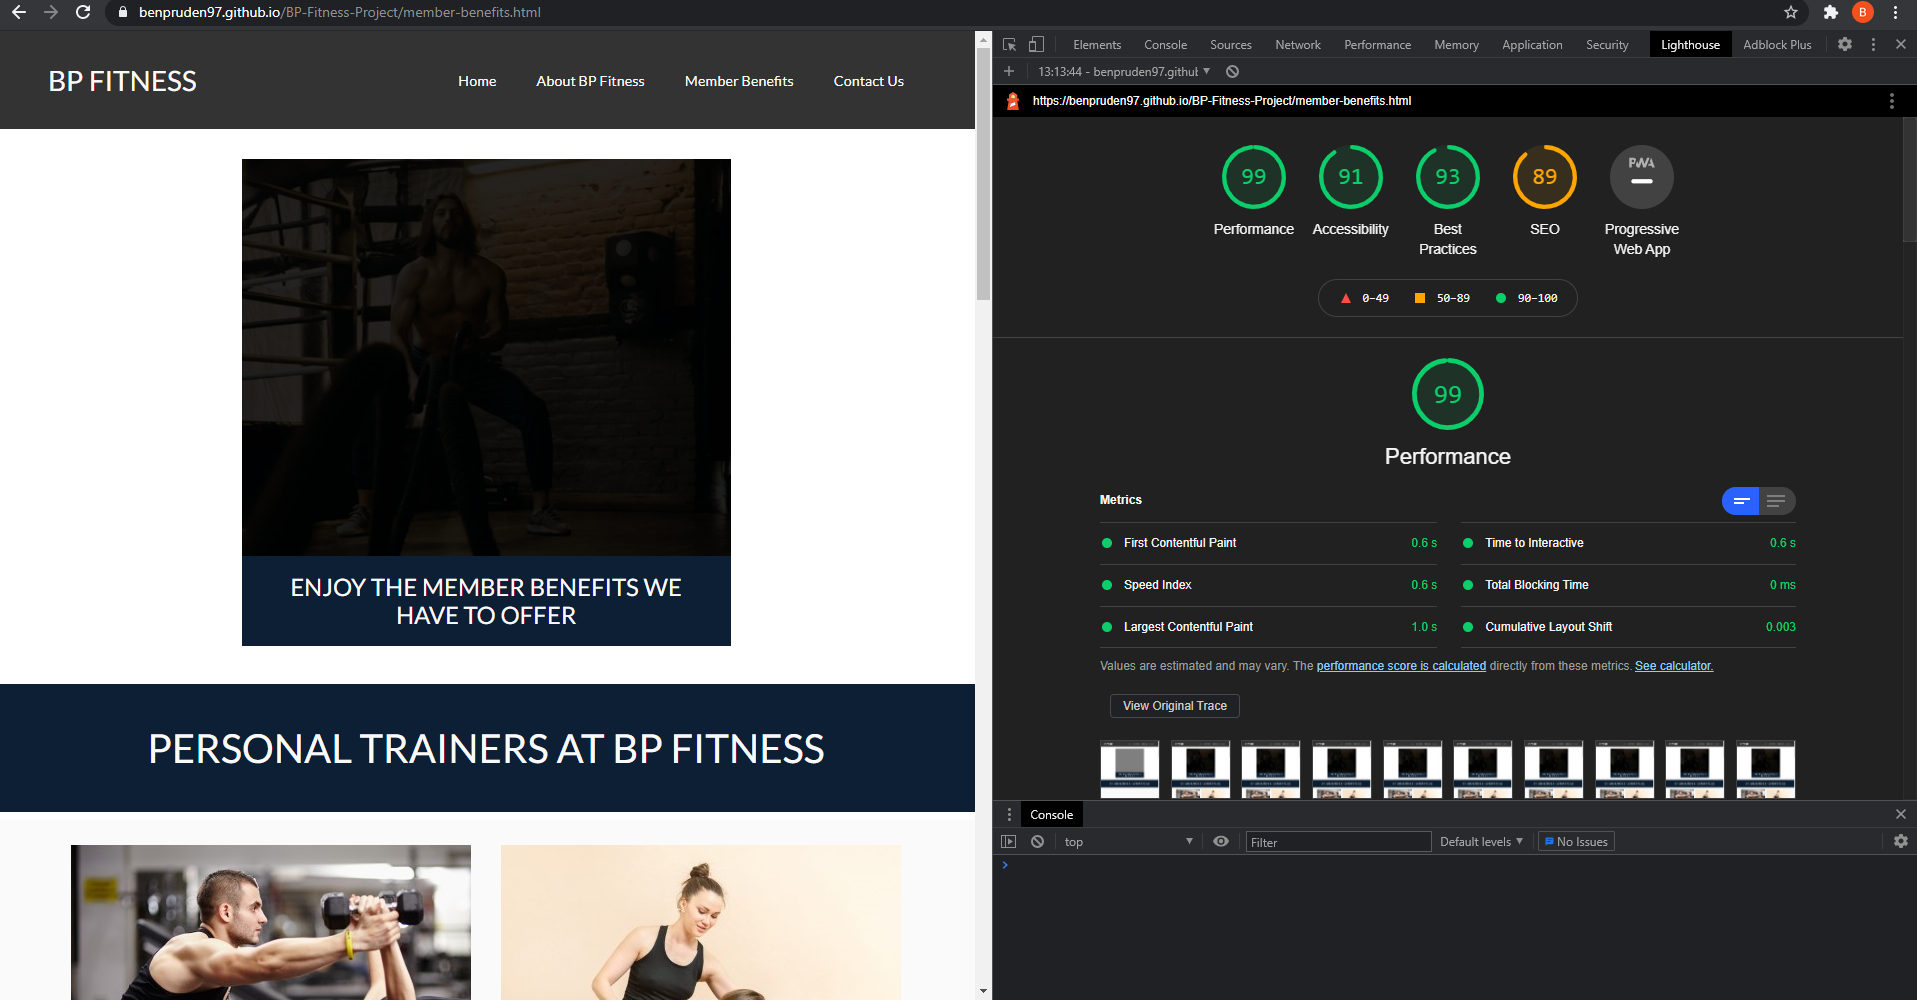 benpruden97.github.io/BP-Fitness-Project/member-benefits.html
B
BP FITNESS
Home
About BP Fitness
Member Benefits
Contact Us
ENJOY THE MEMBER BENEFITS WE
HAVE TO OFFER
PERSONAL TRAINERS AT BP FITNESS
Elements
Console
Sources
Network
Performance
Memory
Application
Security
Lighthouse
Adblock Plus
13:13:44 - benpruden97.githul
https://benpruden97.github.io/BP-Fitness-Project/member-benefits.html
99
Performance
91
Accessibility
93
Best
Practices
89
SEO
PWA
Progressive
Web App
0–49
50–89
90–100
99
Performance
Metrics
First Contentful Paint
0.6 s
Time to Interactive
0.6 s
Speed Index
0.6 s
Total Blocking Time
0 ms
Largest Contentful Paint
1.0 s
Cumulative Layout Shift
0.003
Values are estimated and may vary. The performance score is calculated directly from these metrics. See calculator.
View Original Trace
Console
top
Filter
Default levels
No Issues